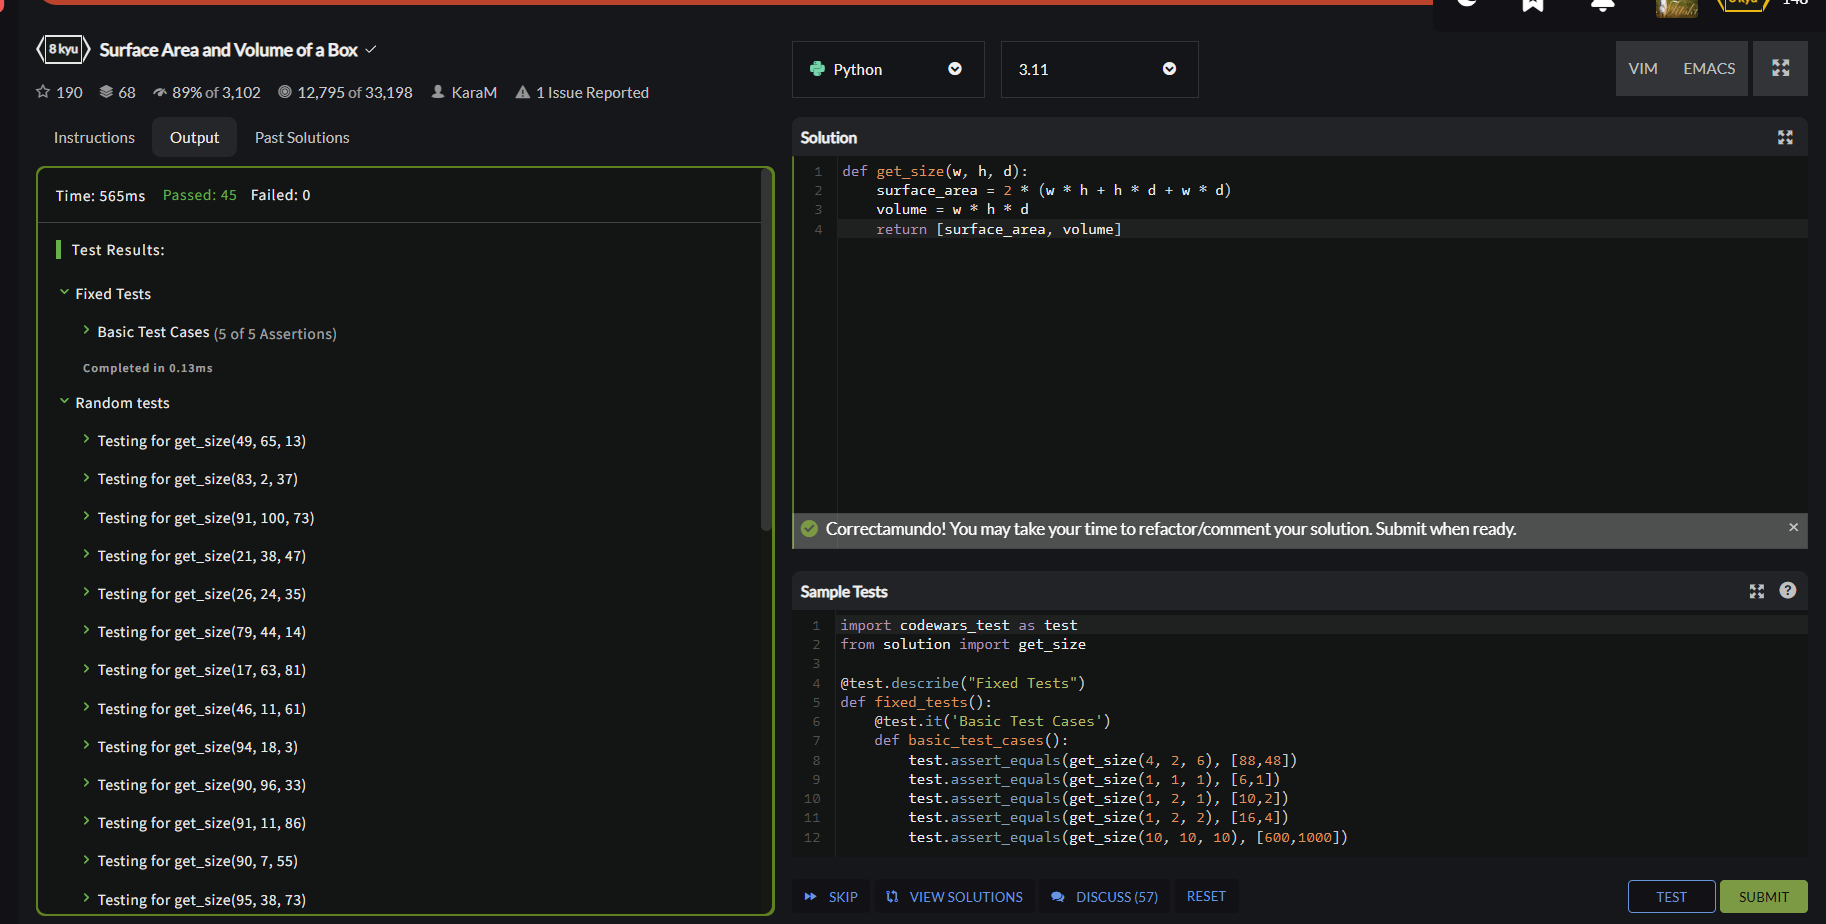 8 kyu
Surface Area and Volume of a Box
190 68 89% of 3,102 12,795 of 33,198 KaraM 1 Issue Reported
Instructions Output Past Solutions
Time: 565ms Passed: 45 Failed: 0
Test Results:
Fixed Tests
Basic Test Cases (5 of 5 Assertions)
Completed in 0.13ms
Random tests
Testing for get_size(49, 65, 13)
Testing for get_size(83, 2, 37)
Testing for get_size(91, 100, 73)
Testing for get_size(21, 38, 47)
Testing for get_size(26, 24, 35)
Testing for get_size(79, 44, 14)
Testing for get_size(17, 63, 81)
Testing for get_size(46, 11, 61)
Testing for get_size(94, 18, 3)
Testing for get_size(90, 96, 33)
Testing for get_size(91, 11, 86)
Testing for get_size(90, 7, 55)
Testing for get_size(95, 38, 73)
Python 3.11 VIM EMACS
Solution
1 def get_size(w, h, d):
2 surface_area = 2 * (w * h + h * d + w * d)
3 volume = w * h * d
4 return [surface_area, volume]
Correctamundo! You may take your time to refactor/comment your solution. Submit when ready.
Sample Tests
1 import codewars_test as test
2 from solution import get_size
3
4 @test.describe("Fixed Tests")
5 def fixed_tests():
6 @test.it('Basic Test Cases')
7 def basic_test_cases():
8 test.assert_equals(get_size(4, 2, 6), [88,48])
9 test.assert_equals(get_size(1, 1, 1), [6,1])
10 test.assert_equals(get_size(1, 2, 1), [10,2])
11 test.assert_equals(get_size(1, 2, 2), [16,4])
12 test.assert_equals(get_size(10, 10, 10), [600,1000])
SKIP VIEW SOLUTIONS DISCUSS (57) RESET TEST SUBMIT